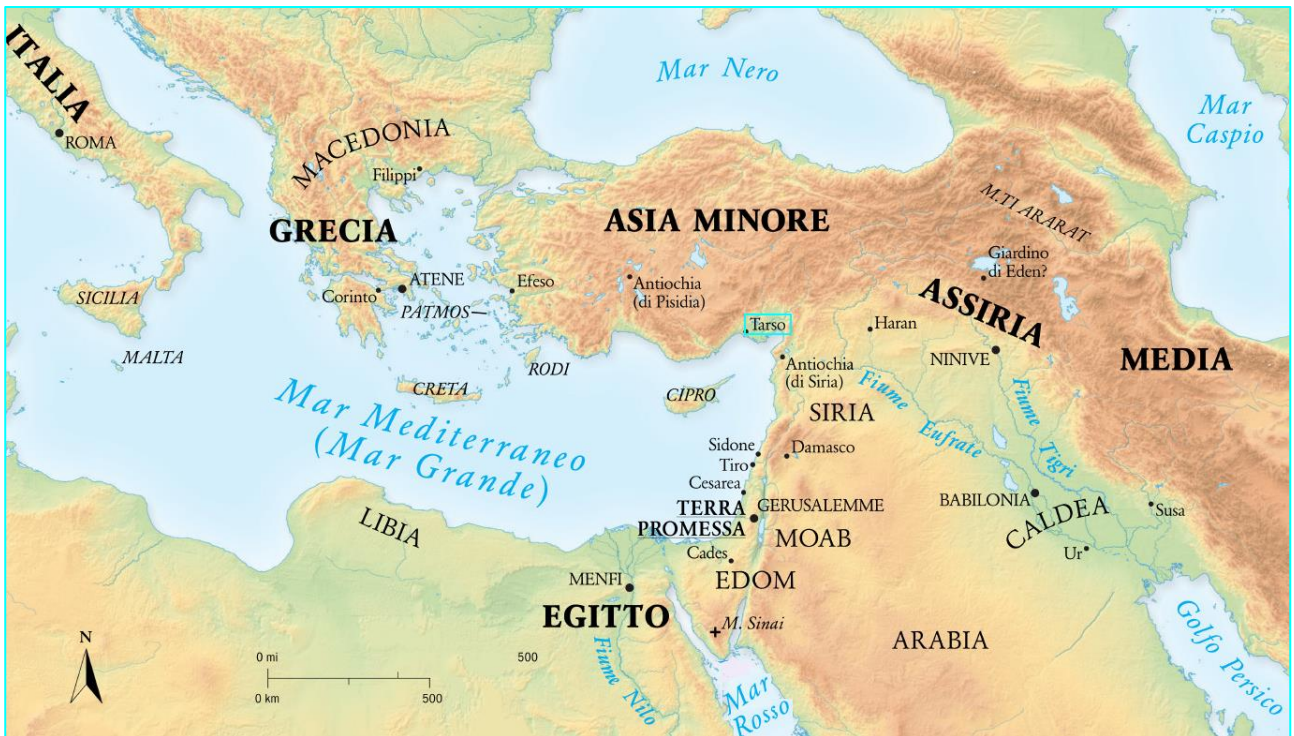 ITALIA
ROMA
MACEDONIA
Filippi
GRECIA
ATENE
Corinto
PATMOS
SICILIA
MALTA
CRETA
RODI
Efeso
Mar Nero
Mar
Caspio
ASIA MINORE
M.TI ARARAT
Giardino
di Eden?
Antiochia
(di Pisidia)
Tarso
Haran
ASSIRIA
NINIVE
MEDIA
Antiochia
(di Siria)
CIPRO
SIRIA
Fiume Eufrate
Fiume Tigri
Mar Mediterraneo
(Mar Grande)
Sidone
Damasco
Tiro
Cesarea
TERRA
PROMESSA
GERUSALEMME
MOAB
Cades
EDOM
BABILONIA
CALDEA
Susa
Ur
LIBIA
MENFI
EGITTO
M. Sinai
ARABIA
Fiume Nilo
Mar
Rosso
Golfo Persico
N
0 mi 500
0 km 500